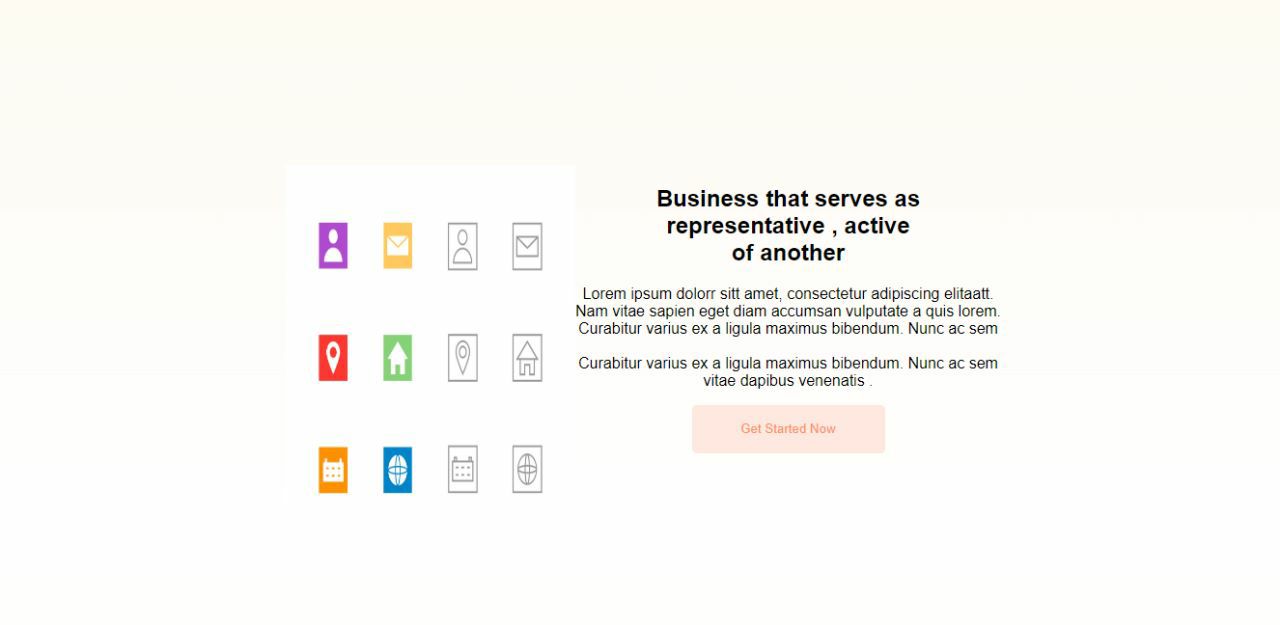 Business that serves as
representative , active
of another
Lorem ipsum dolorr sitt amet, consectetur adipiscing elitaatt.
Nam vitae sapien eget diam accumsan vulputate a quis lorem.
Curabitur varius ex a ligula maximus bibendum. Nunc ac sem
Curabitur varius ex a ligula maximus bibendum. Nunc ac sem
vitae dapibus venenatis .
Get Started Now